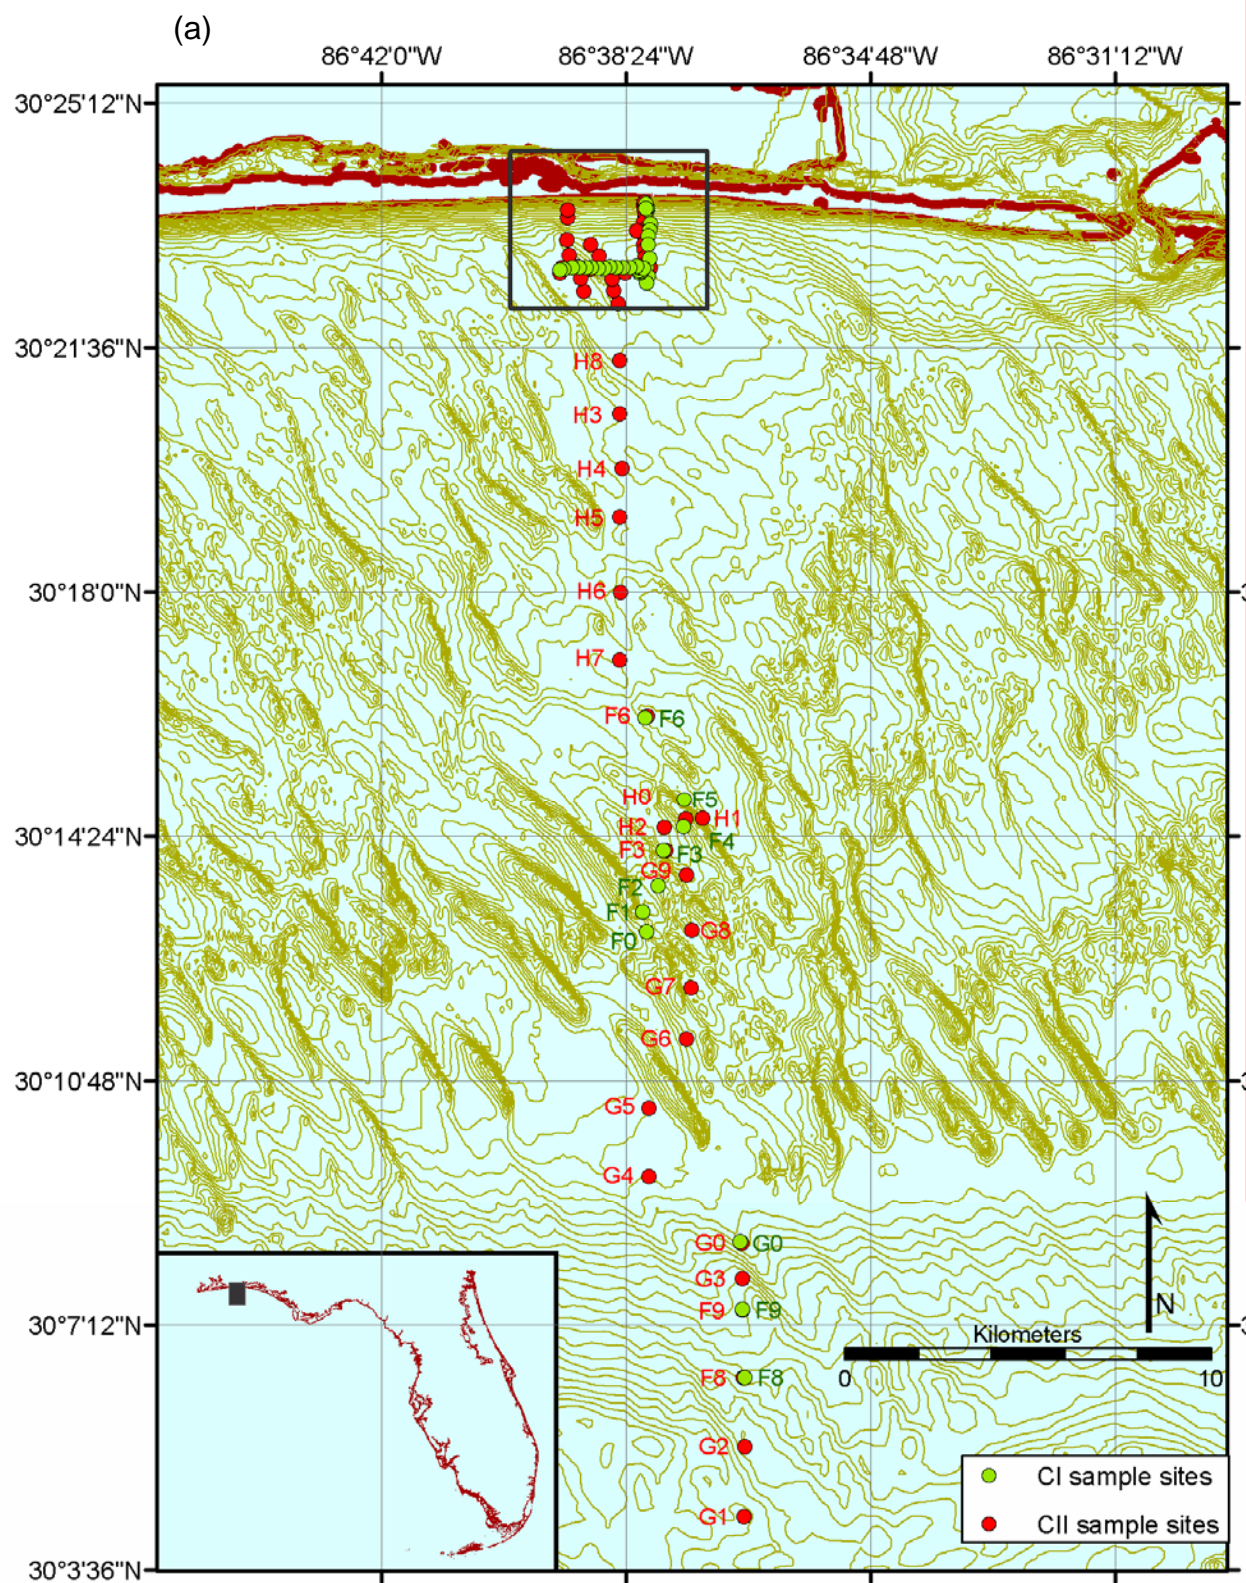 (a)
86°42'0"W 86°38'24"W 86°34'48"W 86°31'12"W
30°25'12"N
30°21'36"N
H8
H3
H4
H5
30°18'0"N
H6
H7
F6 F6
H0 F5
H1
30°14'24"N
H2
F4
F3 F3
G9
F2
F1
F0 G8
G7
G6
30°10'48"N
G5
G4
G0 G0
G3
F9 F9
N
30°7'12"N
Kilometers
0 10
F8 F8
G2
CI sample sites
G1
CII sample sites
30°3'36"N